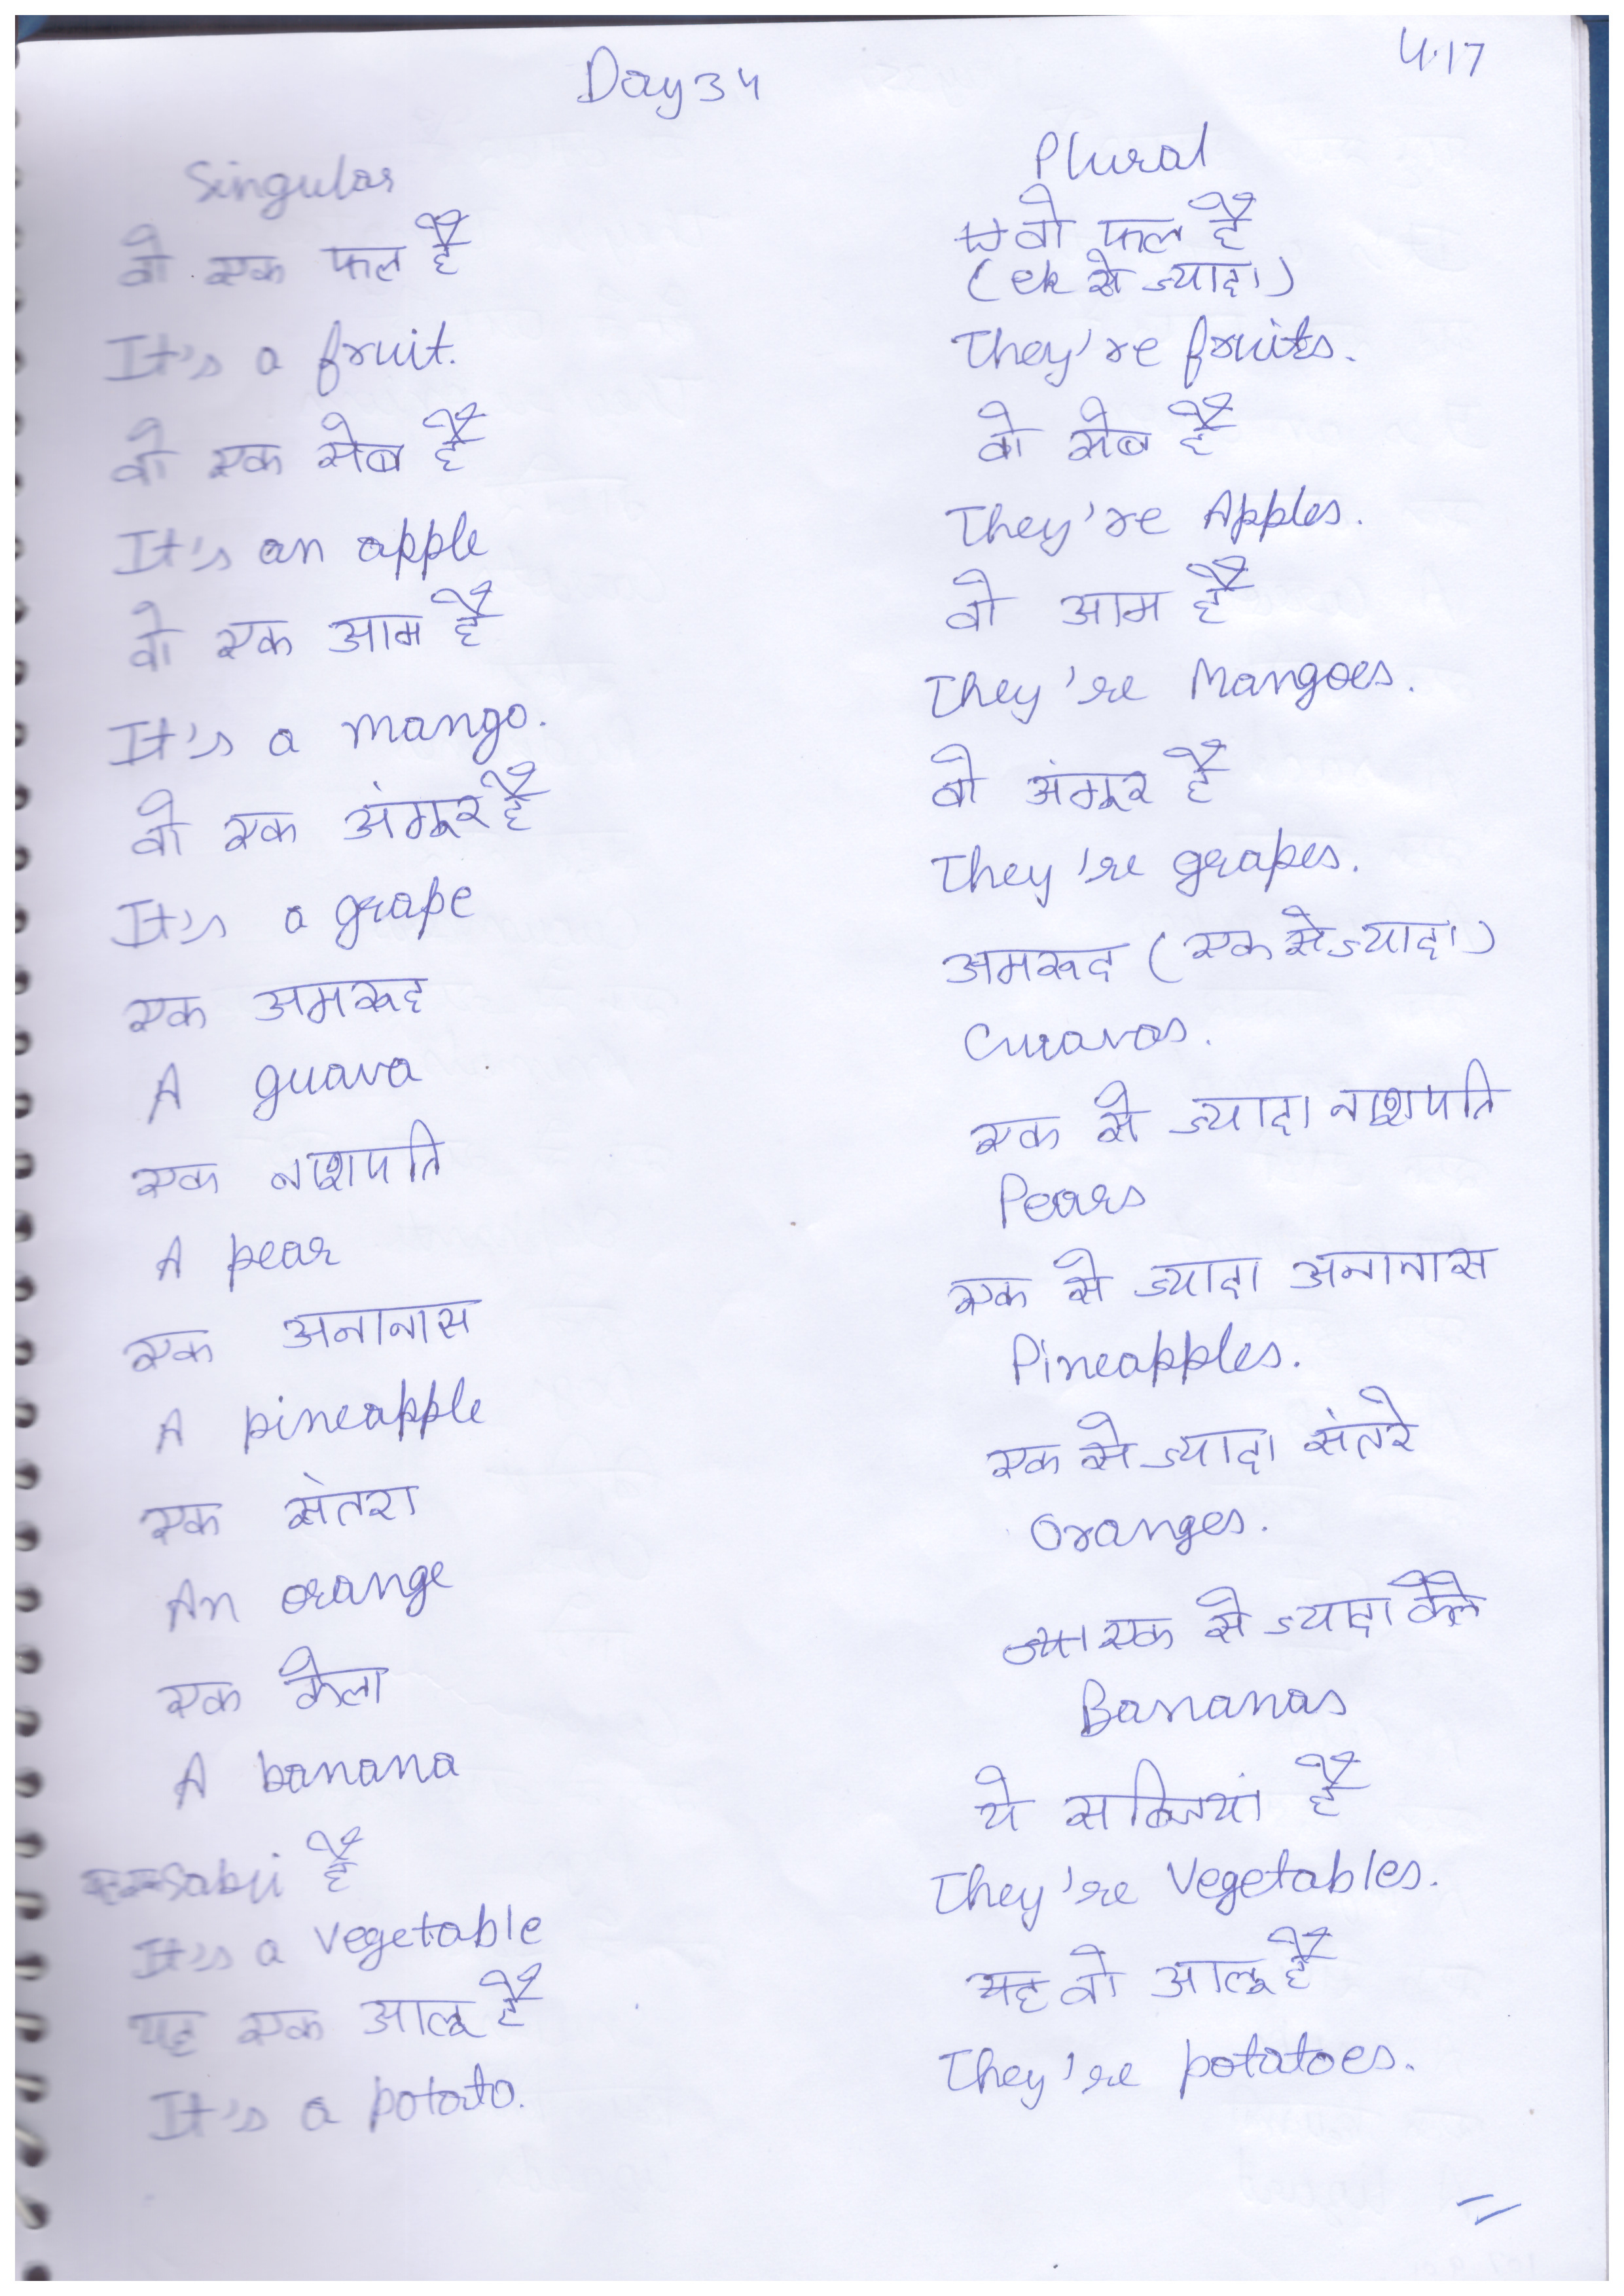 Day 34
4.17
Singular
वो एक फल है
It's a fruit.
वो एक सेब है
It's an apple
वो एक आम है
It's a mango.
वो एक अंगूर है
It's a grape
एक अमरूद
A guava
एक नाशपति
A pear
एक अनानास
A pineapple
एक संतरा
An orange
एक केला
A banana
Sabji है
It's a vegetable
यह एक आलू है
It's a potato.
Plural
वो फल है
(ek से ज्यादा)
They're fruits.
वो सेब है
They're Apples.
वो आम है
They're Mangoes.
वो अंगूर है
They're grapes.
अमरूद (एक से ज्यादा)
Guavas.
एक से ज्यादा नाशपति
Pears
एक से ज्यादा अनानास
Pineapples.
एक से ज्यादा संतरे
Oranges.
एक से ज्यादा केले
Bananas
ये सब्जियां है
They're Vegetables.
वो आलू है
They're potatoes.